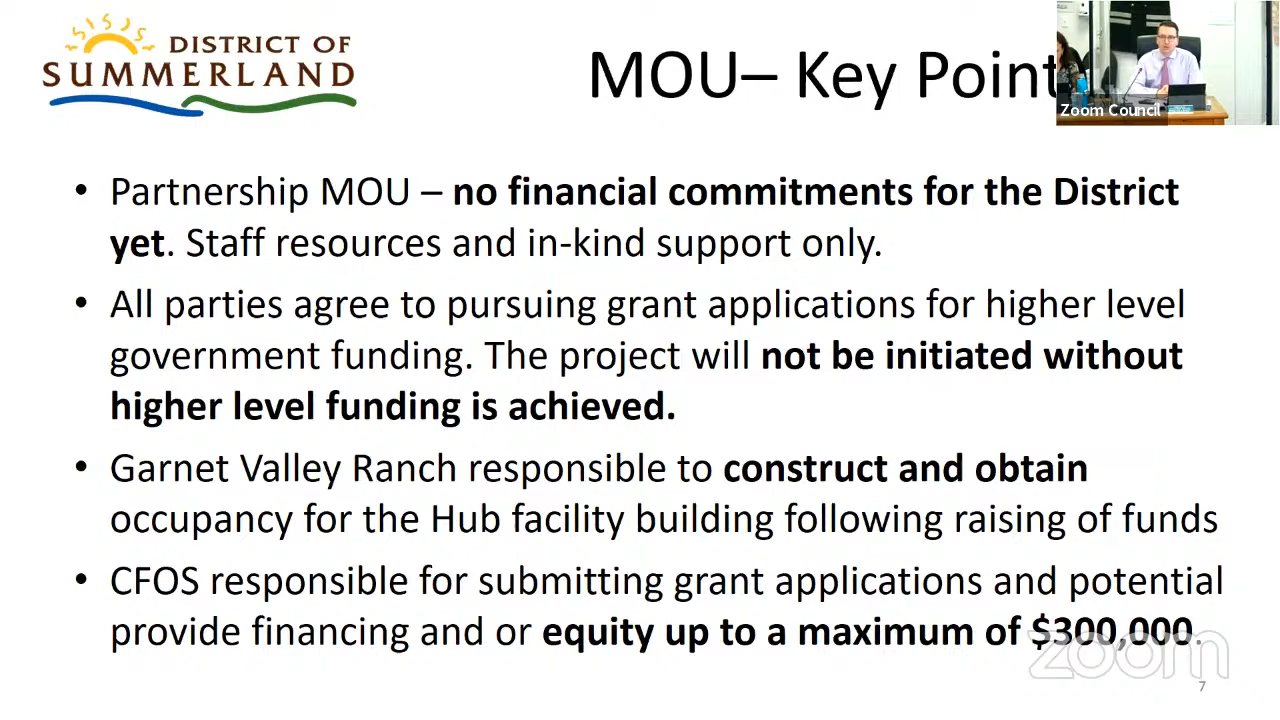 DISTRICT OF
SUMMERLAND
MOU– Key Point
Zoom Council
• Partnership MOU – no financial commitments for the District
yet. Staff resources and in-kind support only.
• All parties agree to pursuing grant applications for higher level
government funding. The project will not be initiated without
higher level funding is achieved.
• Garnet Valley Ranch responsible to construct and obtain
occupancy for the Hub facility building following raising of funds
• CFOS responsible for submitting grant applications and potential
provide financing and or equity up to a maximum of $300,000.
zoom
7